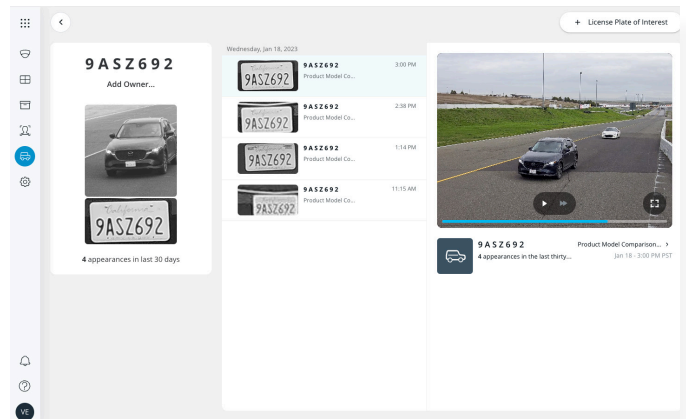 + License Plate of Interest
9ASZ692
Add Owner...
California
9ASZ692
4 appearances in last 30 days
Wednesday, Jan 18, 2023
9ASZ692
9ASZ692 3:00 PM
Product Model Co...
9ASZ692
9ASZ692 2:38 PM
Product Model Co...
9ASZ692
9ASZ692 1:14 PM
Product Model Co...
9ASZ692
9ASZ692 11:15 AM
Product Model Co...
9ASZ692 Product Model Comparison... >
4 appearances in the last thirty... Jan 18 - 3:00 PM PST
VE